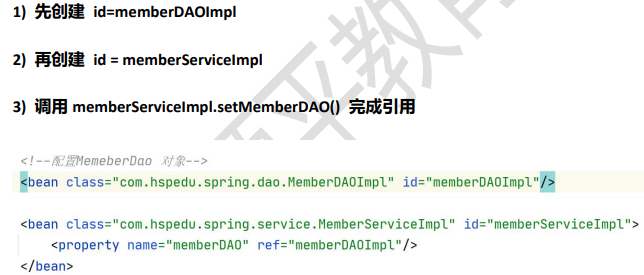 1) 先创建 id=memberDAOImpl
2) 再创建 id = memberServiceImpl
3) 调用 memberServiceImpl.setMemberDAO() 完成引用
<!--配置MemeberDao 对象-->
<bean class="com.hspedu.spring.dao.MemberDAOImpl" id="memberDAOImpl"/>
<bean class="com.hspedu.spring.service.MemberServiceImpl" id="memberServiceImpl">
<property name="memberDAO" ref="memberDAOImpl"/>
</bean>